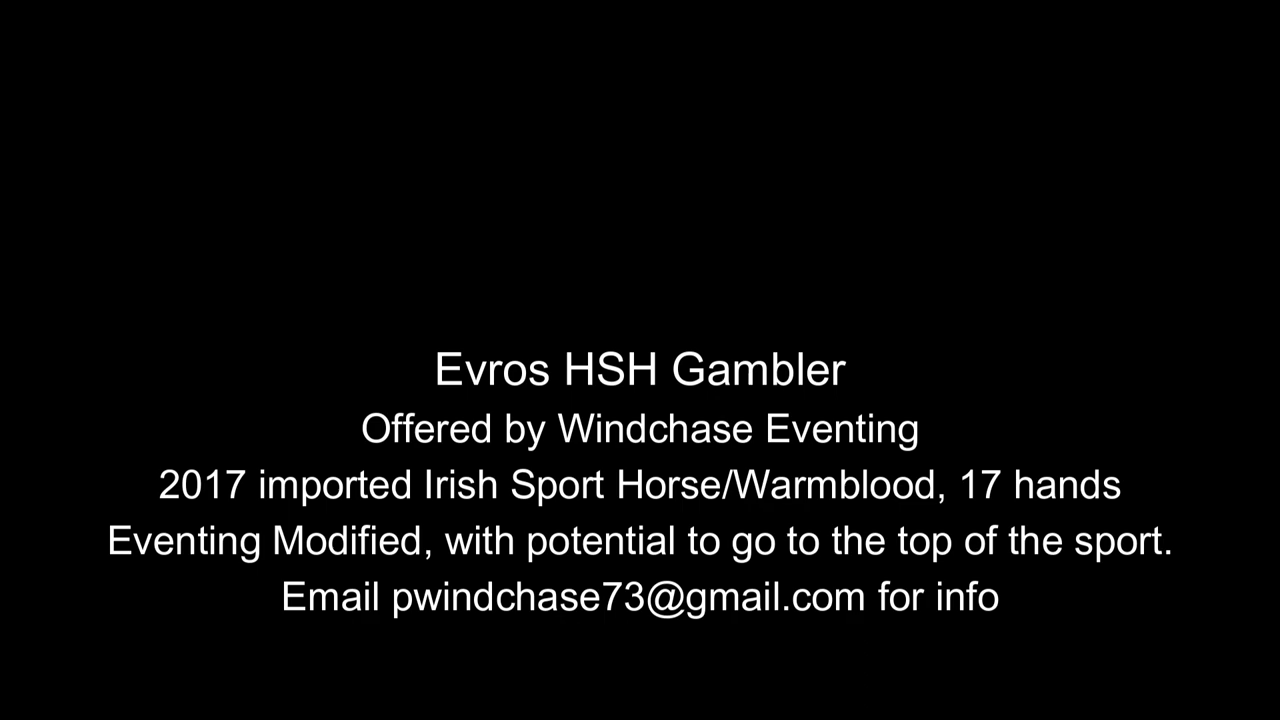 Evros HSH Gambler
Offered by Windchase Eventing
2017 imported Irish Sport Horse/Warmblood, 17 hands
Eventing Modified, with potential to go to the top of the sport.
Email pwindchase73@gmail.com for info